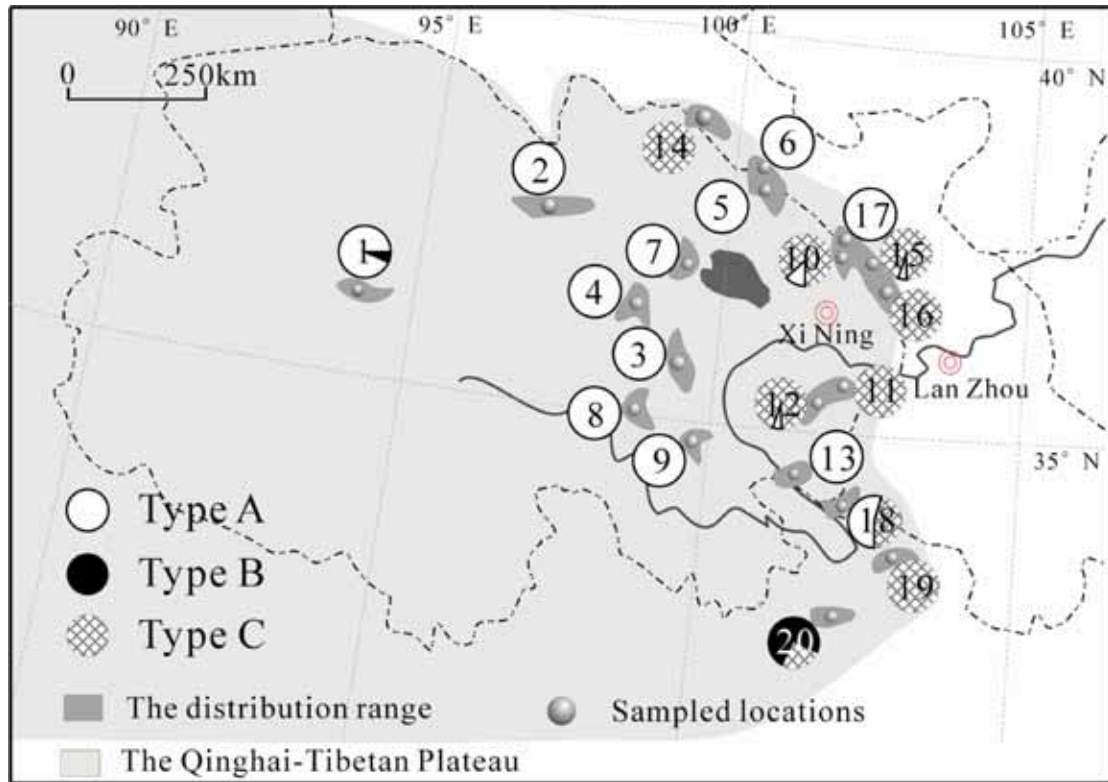 90° E
95° E
100° E
105° E
0 250km
40° N
14
6
2
5
17
1
7
10
15
4
16
Xi Ning
3
Lan Zhou
11
12
8
9
13
35° N
18
19
20
Type A
Type B
Type C
The distribution range
Sampled locations
The Qinghai-Tibetan Plateau